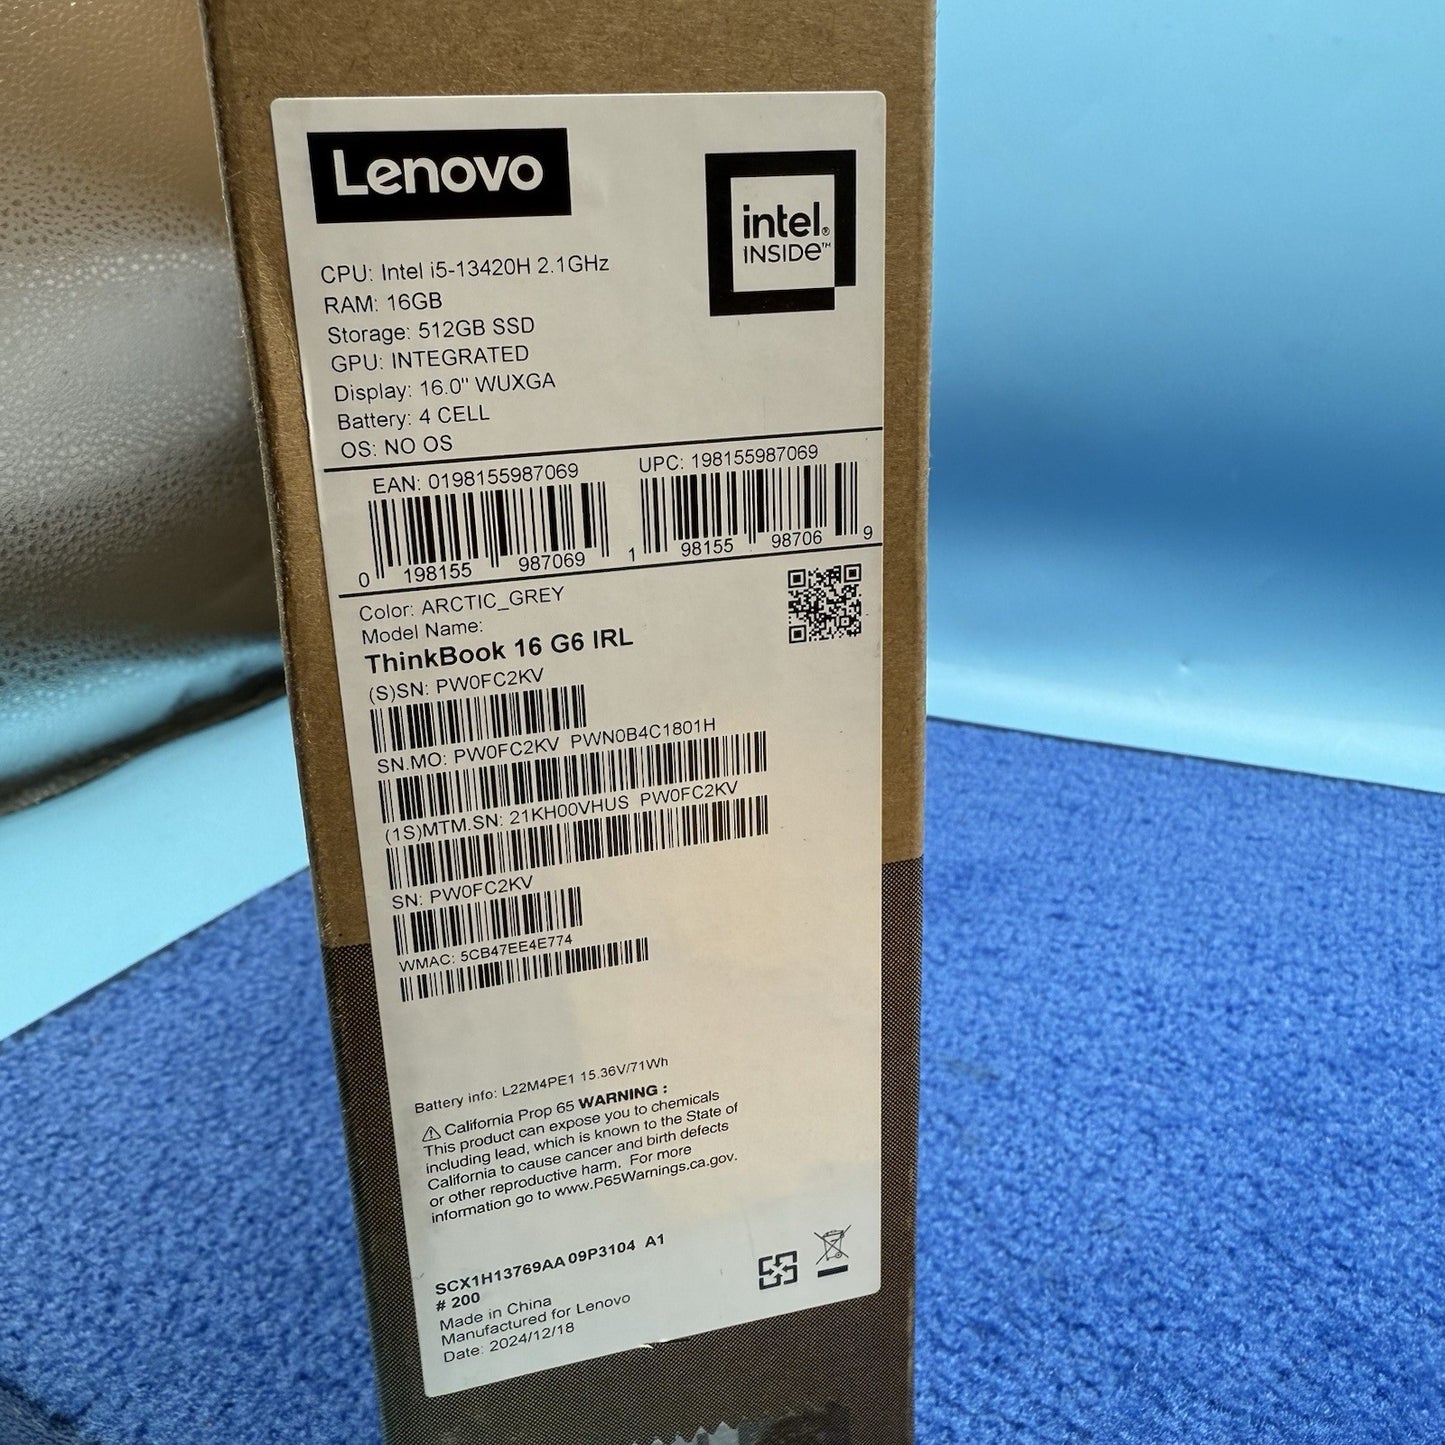 Lenovo
intel®
INSIDE™
CPU: Intel i5-13420H 2.1GHz
RAM: 16GB
Storage: 512GB SSD
GPU: INTEGRATED
Display: 16.0" WUXGA
Battery: 4 CELL
OS: NO OS
EAN: 0198155987069
UPC: 198155987069
0 198155 987069
1 98155 98706 9
Color: ARCTIC_GREY
Model Name:
ThinkBook 16 G6 IRL
(S)SN: PW0FC2KV
SN.MO: PW0FC2KV PWN0B4C1801H
(1S)MTM.SN: 21KH00VHUS PW0FC2KV
SN: PW0FC2KV
WMAC: 5CB47EE4E774
Battery info: L22M4PE1 15.36V/71Wh
⚠ California Prop 65 WARNING :
This product can expose you to chemicals
including lead, which is known to the State of
California to cause cancer and birth defects
or other reproductive harm. For more
information go to www.P65Warnings.ca.gov.
SCX1H13769AA 09P3104 A1
# 200
Made in China
Manufactured for Lenovo
Date: 2024/12/18